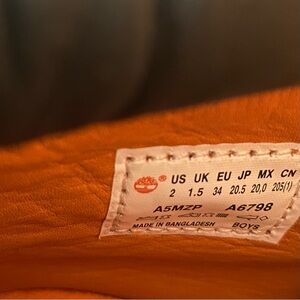 ® US UK EU JP MX CN
2 1.5 34 20.5 20,0 205(1)
A5MZP A6798
MADE IN BANGLADESH BOYS